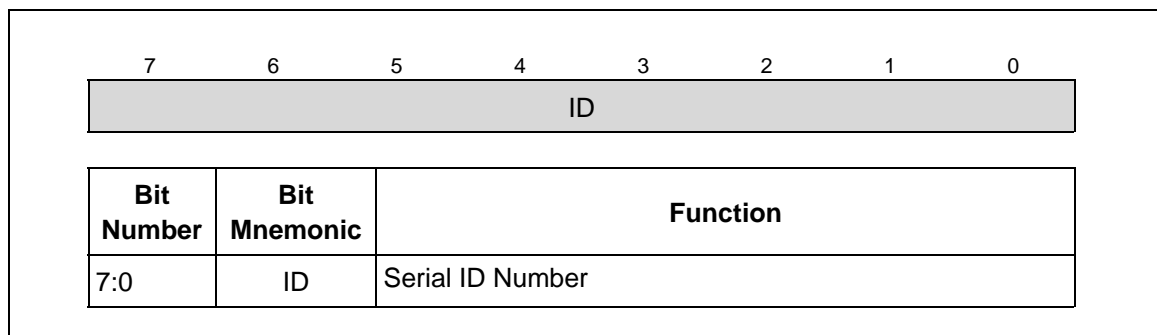 7 6 5 4 3 2 1 0
ID
Bit Number Bit Mnemonic Function
7:0 ID Serial ID Number